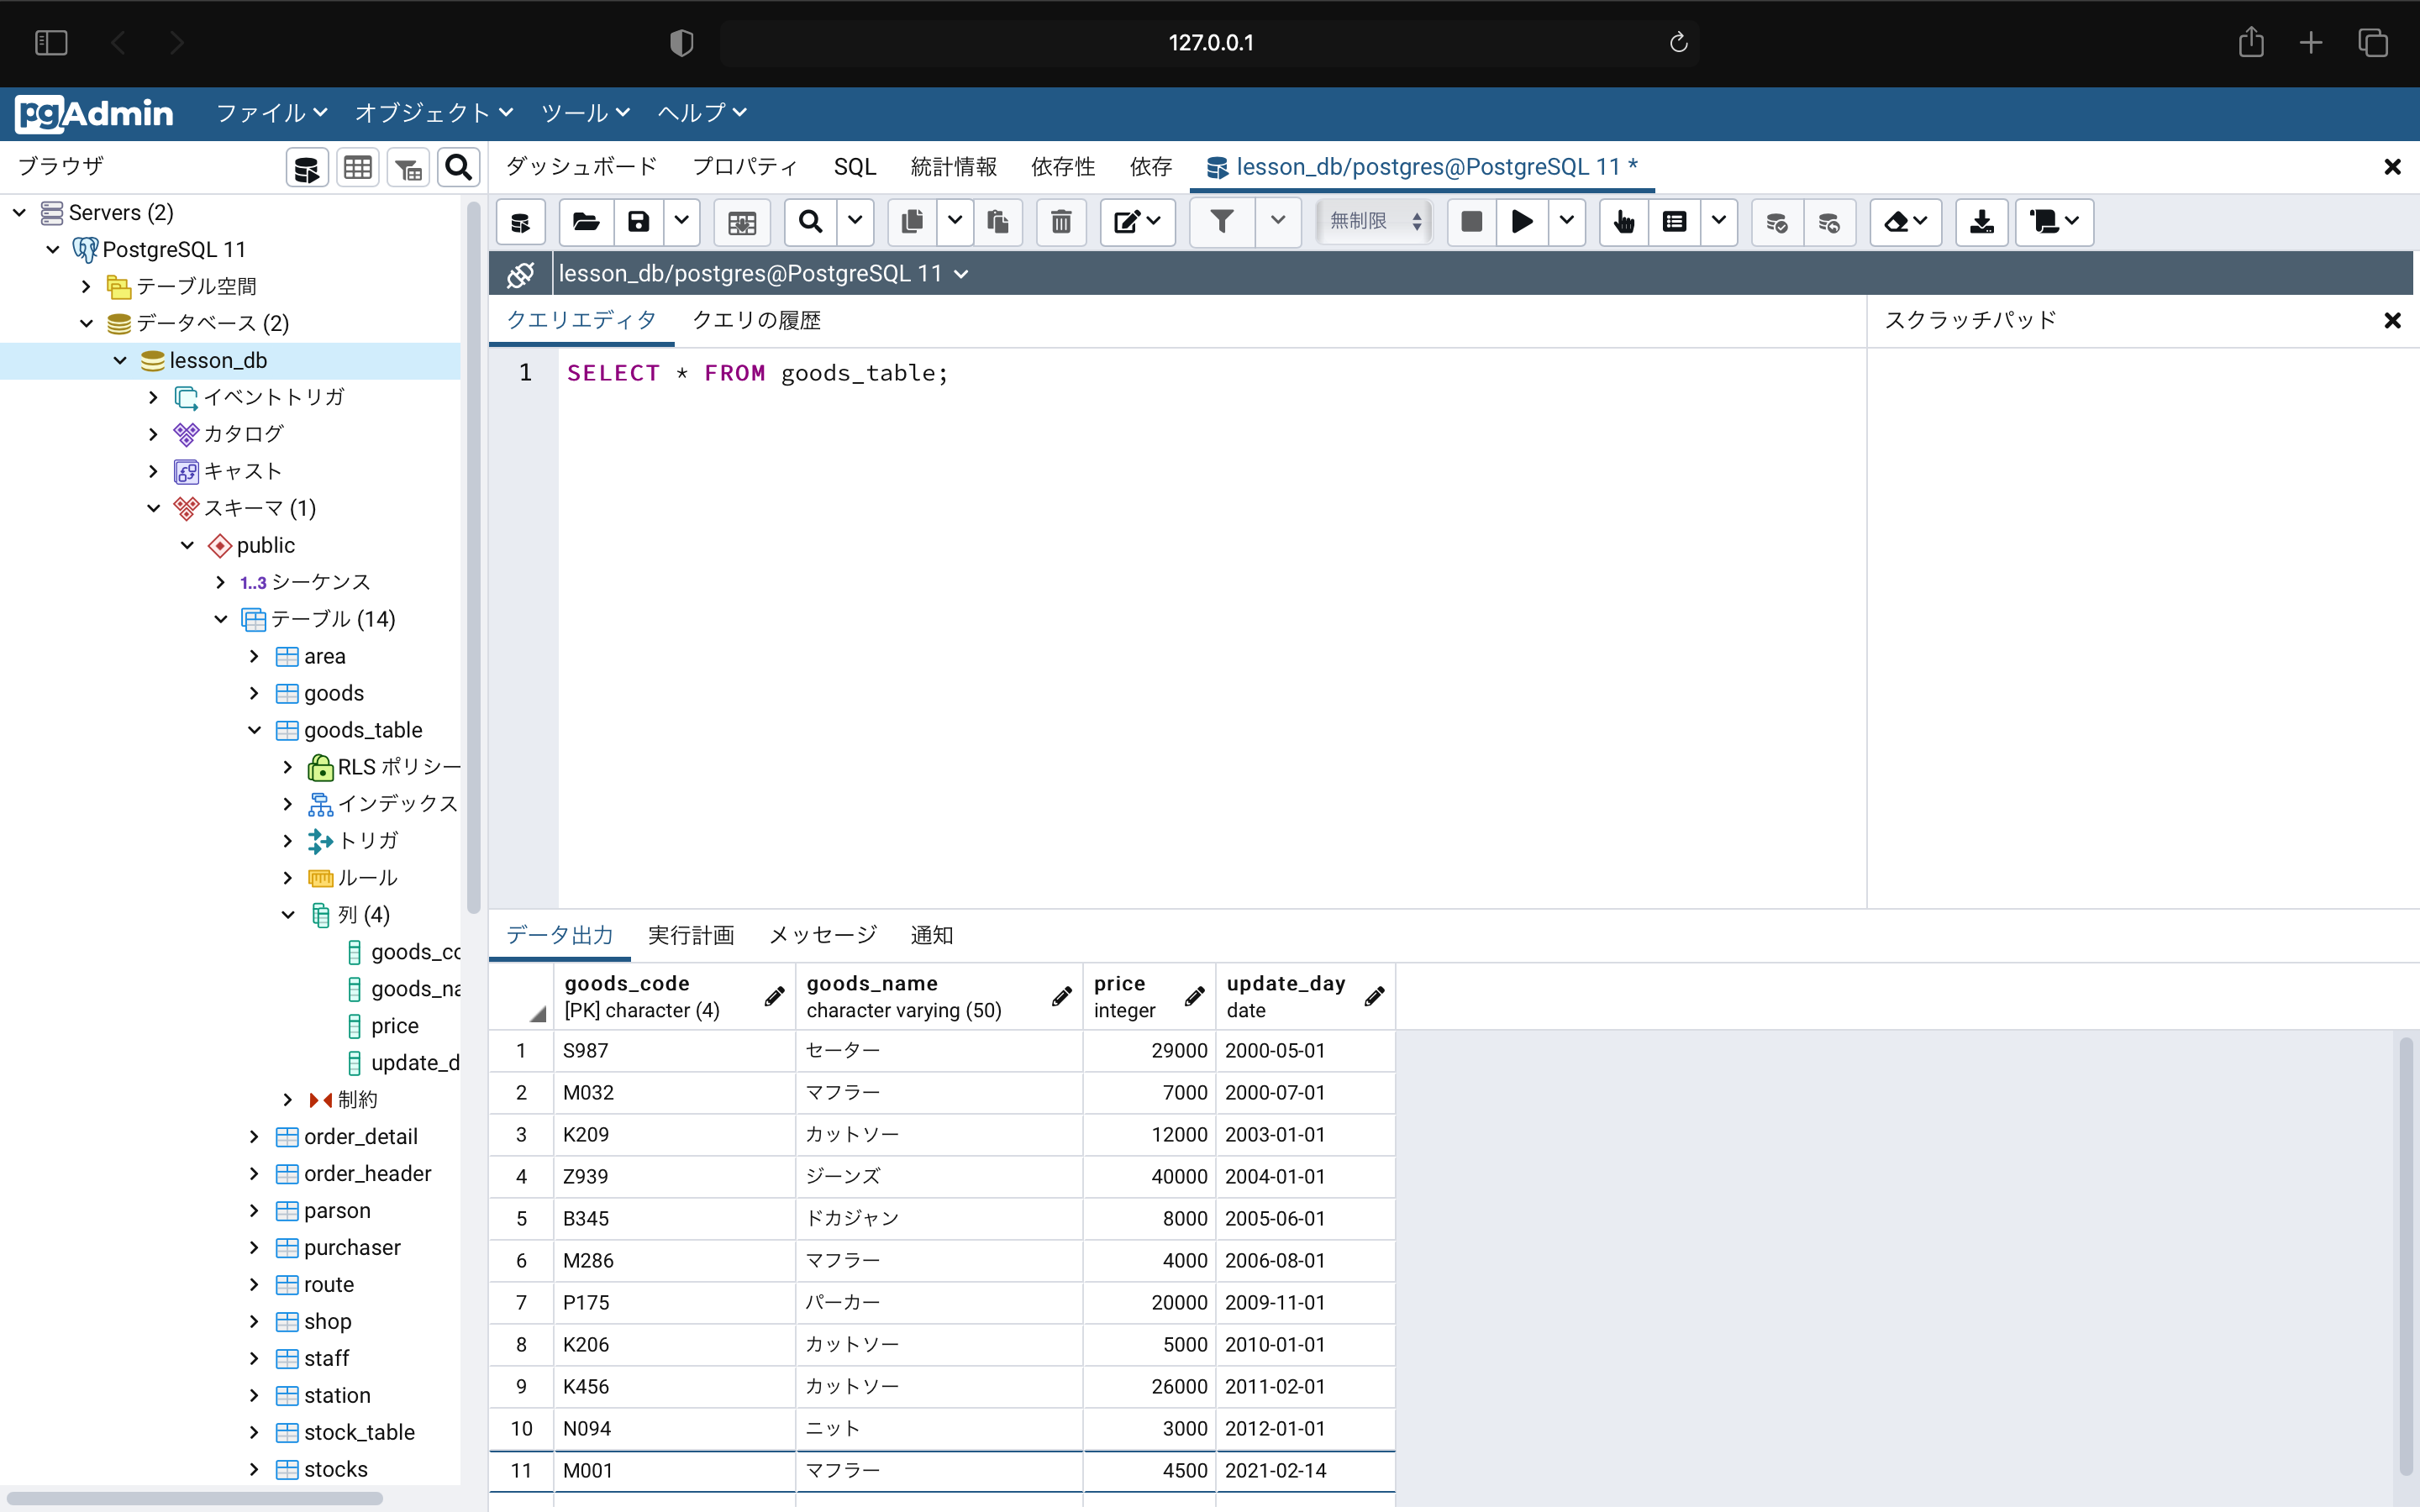 127.0.0.1
pgAdmin ファイル オブジェクト ツール ヘルプ
ブラウザ
ダッシュボード プロパティ SQL 統計情報 依存性 依存 lesson_db/postgres@PostgreSQL 11 *
Servers (2)
PostgreSQL 11
テーブル空間
データベース (2)
lesson_db
イベントトリガ
カタログ
キャスト
スキーマ (1)
public
1..3 シーケンス
テーブル (14)
area
goods
goods_table
RLS ポリシー
インデックス
トリガ
ルール
列 (4)
goods_co
goods_na
price
update_d
制約
order_detail
order_header
parson
purchaser
route
shop
staff
station
stock_table
stocks
無制限
lesson_db/postgres@PostgreSQL 11
クエリエディタ クエリの履歴
スクラッチパッド
1 SELECT * FROM goods_table;
データ出力 実行計画 メッセージ 通知
goods_code goods_name price update_day
[PK] character (4) character varying (50) integer date
1 S987 セーター 29000 2000-05-01
2 M032 マフラー 7000 2000-07-01
3 K209 カットソー 12000 2003-01-01
4 Z939 ジーンズ 40000 2004-01-01
5 B345 ドカジャン 8000 2005-06-01
6 M286 マフラー 4000 2006-08-01
7 P175 パーカー 20000 2009-11-01
8 K206 カットソー 5000 2010-01-01
9 K456 カットソー 26000 2011-02-01
10 N094 ニット 3000 2012-01-01
11 M001 マフラー 4500 2021-02-14